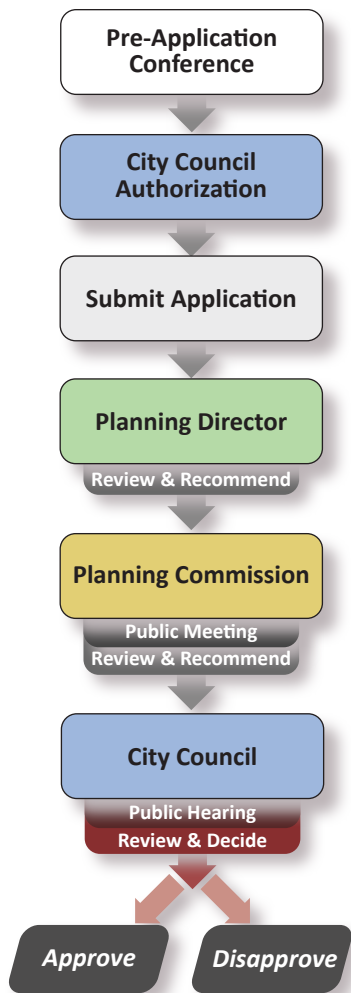 Pre-Application
Conference
City Council
Authorization
Submit Application
Planning Director
Review & Recommend
Planning Commission
Public Meeting
Review & Recommend
City Council
Public Hearing
Review & Decide
Approve
Disapprove